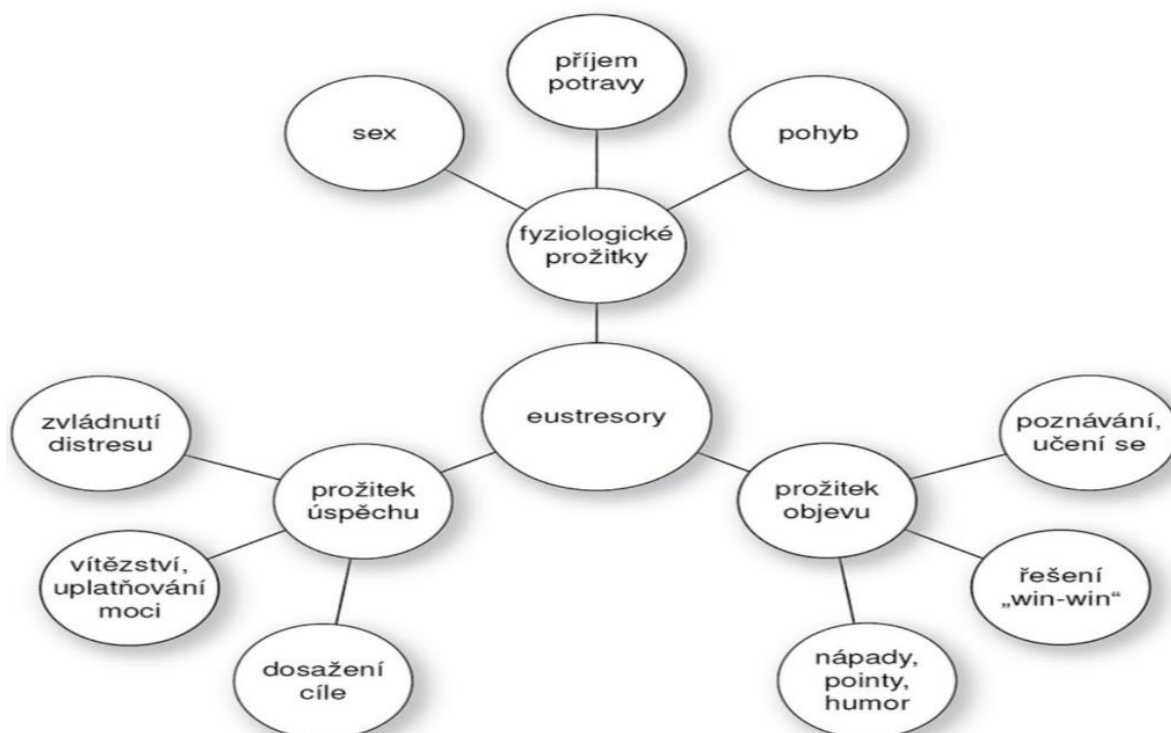 příjem
potravy
sex
pohyb
fyziologické
prožitky
eustresory
zvládnutí
distresu
prožitek
úspěchu
vítězství,
uplatňování
moci
dosažení
cíle
prožitek
objevu
poznávání,
učení se
řešení
„win-win“
nápady,
pointy,
humor